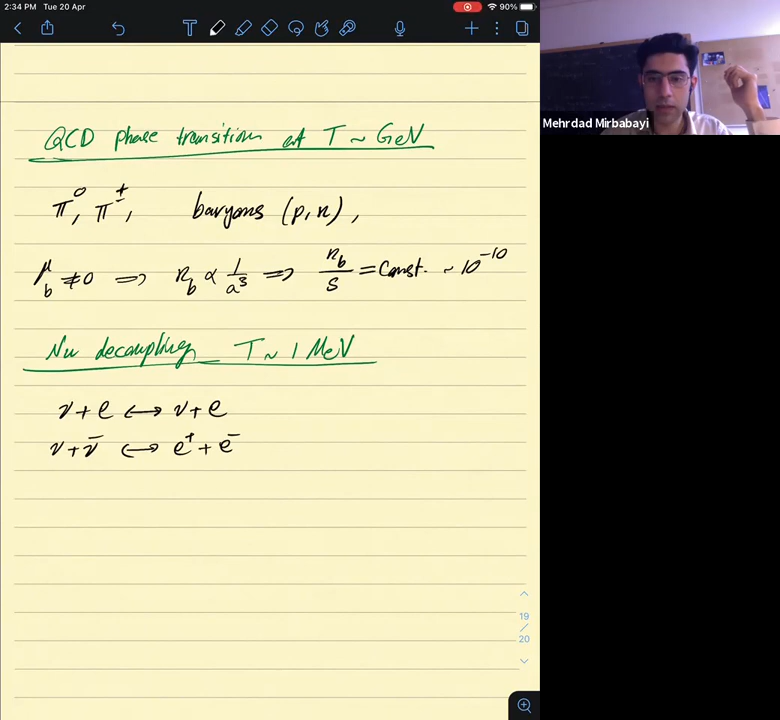 2:34 PM Tue 20 Apr 90%
Mehrdad Mirbabayi
QCD phase transition at T ~ GeV
π⁰, π^±, baryons (p,n),
μ_b ≠ 0 ⟹ n_b ∝ 1/a³ ⟹ n_b/s = Const. ~ 10^-10
Nu decoupling T ~ 1 MeV
ν + e ⟷ ν + e
ν + ν̄ ⟷ e⁺ + e⁻
19
/
20